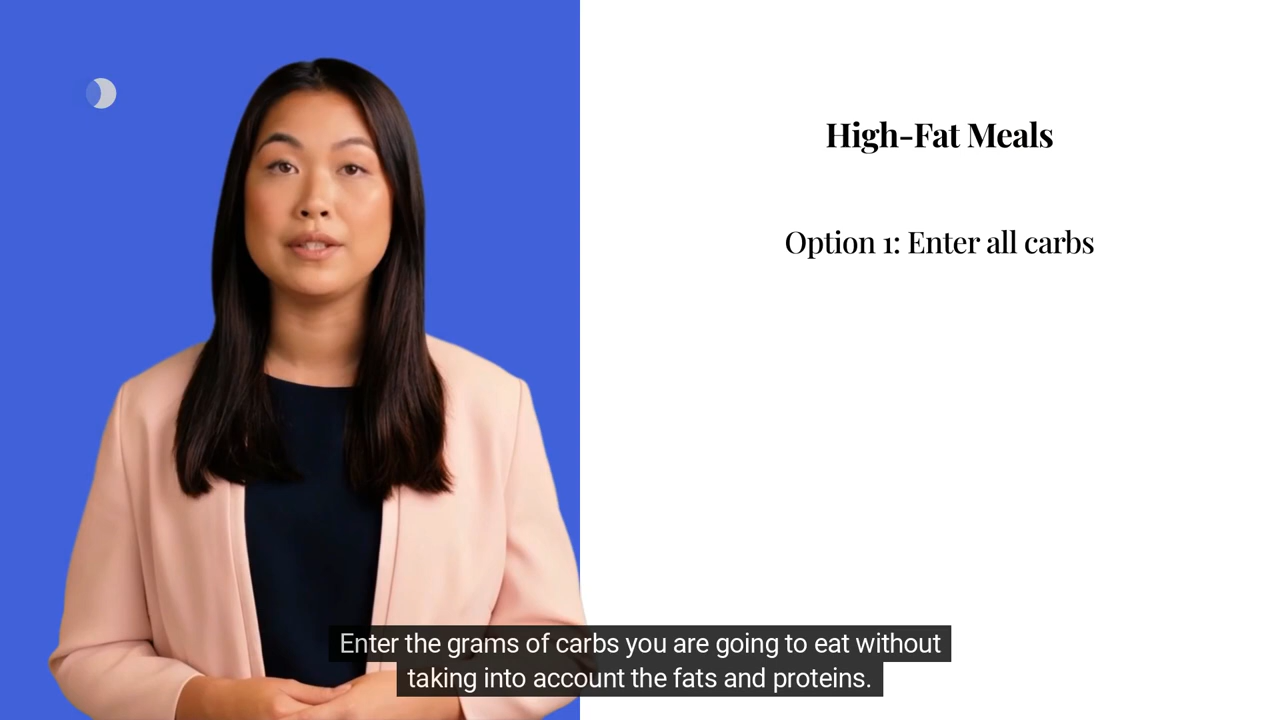 High-Fat Meals
Option 1: Enter all carbs
Enter the grams of carbs you are going to eat without
taking into account the fats and proteins.